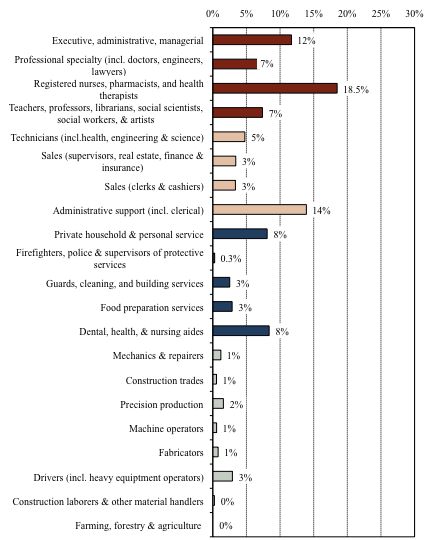 0% 5% 10% 15% 20% 25% 30%
Executive, administrative, managerial 12%
Professional specialty (incl. doctors, engineers,
lawyers) 7%
Registered nurses, pharmacists, and health
therapists 18.5%
Teachers, professors, librarians, social scientists,
social workers, & artists 7%
Technicians (incl.health, engineering & science) 5%
Sales (supervisors, real estate, finance &
insurance) 3%
Sales (clerks & cashiers) 3%
Administrative support (incl. clerical) 14%
Private household & personal service 8%
Firefighters, police & supervisors of protective
services 0.3%
Guards, cleaning, and building services 3%
Food preparation services 3%
Dental, health, & nursing aides 8%
Mechanics & repairers 1%
Construction trades 1%
Precision production 2%
Machine operators 1%
Fabricators 1%
Drivers (incl. heavy equiptment operators) 3%
Construction laborers & other material handlers 0%
Farming, forestry & agriculture 0%